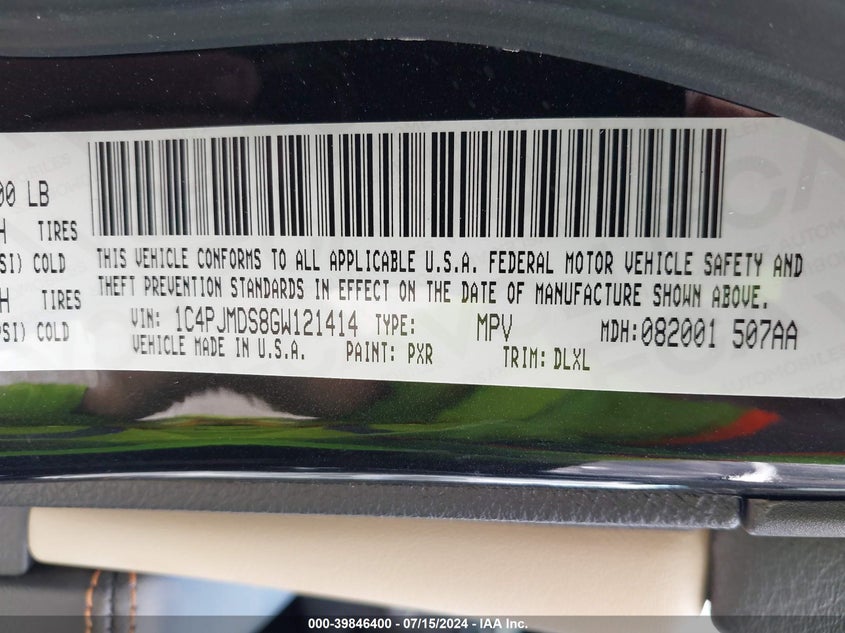 00 LB
H TIRES
SI) COLD
H TIRES
PSI) COLD
THIS VEHICLE CONFORMS TO ALL APPLICABLE U.S.A. FEDERAL MOTOR VEHICLE SAFETY AND
THEFT PREVENTION STANDARDS IN EFFECT ON THE DATE OF MANUFACTURE SHOWN ABOVE.
VIN: 1C4PJMDS8GW121414 TYPE: MPV MDH: 082001 507AA
VEHICLE MADE IN U.S.A. PAINT: PXR TRIM: DLXL
000-39846400 / 07/15/2024 - IAA Inc.